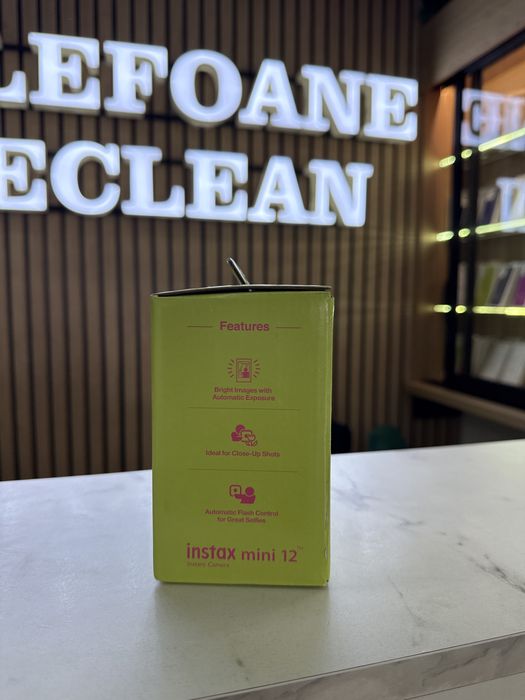 LEFOANE
ECLEAN
Features
Bright Images with
Automatic Exposure
Ideal for Close-Up Shots
Automatic Flash Control
for Great Selfies
instax mini 12™
Instant Camera